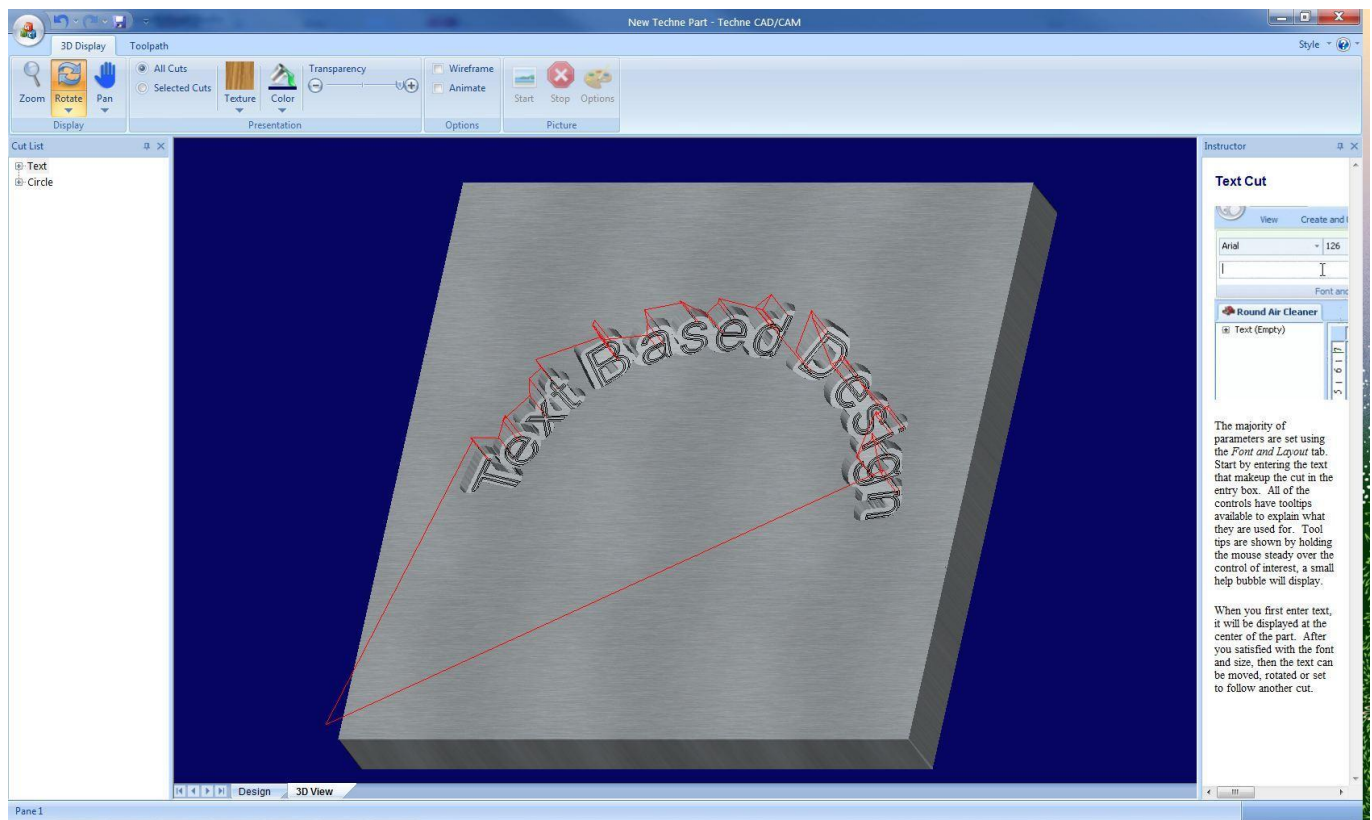 New Techne Part - Techne CAD/CAM
3D Display Toolpath Style
Zoom Rotate Pan
All Cuts
Selected Cuts
Texture Color
Transparency
Wireframe
Animate
Start Stop Options
Display Presentation Options Picture
Cut List
Text
Circle
Text Based Design
Design 3D View
Pane 1
Instructor
Text Cut
View Create and
Arial 126
Font and
Round Air Cleaner
Text (Empty)
5 6 7
The majority of
parameters are set using
the Font and Layout tab.
Start by entering the text
that makeup the cut in the
entry box. All of the
controls have tooltips
available to explain what
they are used for. Tool
tips are shown by holding
the mouse steady over the
control of interest, a small
help bubble will display.
When you first enter text,
it will be displayed at the
center of the part. After
you satisfied with the font
and size, then the text can
be moved, rotated or set
to follow another cut.